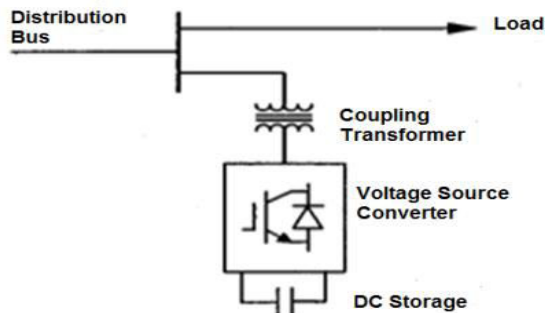 Distribution
Bus
Load
Coupling
Transformer
Voltage Source
Converter
DC Storage